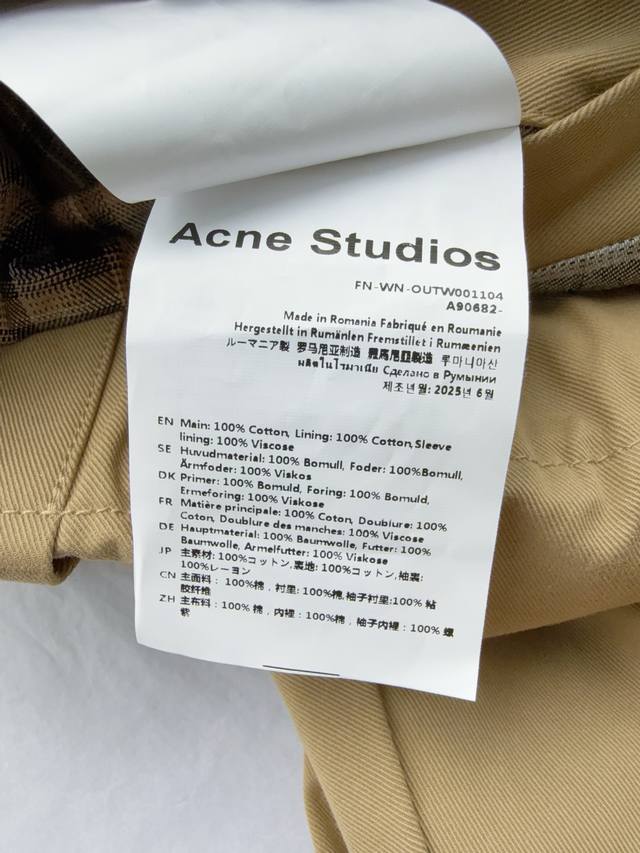 Acne Studios
FN-WN-OUTW001104
A90682-
Made in Romania Fabriqué en Roumanie
Hergestellt in Rumänlen Fremstillet i Rumæenien
ルーマニア製 罗马尼亚制造 羅馬尼亞製造 루마니아산
ผลิตในโรมาเนีย Сделано в Румынии
제조년월: 2025년 6월
EN Main: 100% Cotton, Lining: 100% Cotton,Sleeve
lining: 100% Viscose
SE Huvudmaterial: 100% Bomull, Foder: 100%Bomull,
Ärmfoder: 100% Viskos
DK Primer: 100% Bomuld, Foring: 100% Bomuld,
Ermeforing: 100% Viskose
FR Matière principale: 100% Coton, Doublure: 100%
Coton, Doublure des manches: 100% Viscose
DE Hauptmaterial: 100% Baumwolle, Futter: 100%
Baumwolle, Armelfutter: 100% Viskose
JP 主素材: 100%コットン,裏地: 100%コットン,袖裏:
100%レーヨン
CN 主面料： 100%棉，衬里: 100%棉,袖子衬里:100% 粘
胶纤维
ZH 主布料：100% 棉，内裡：100%棉，袖子内裡：100% 螺
紫